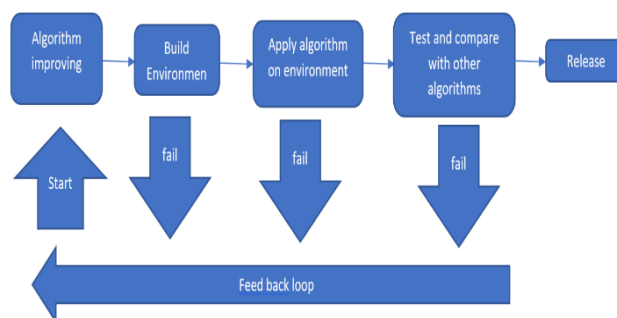 Algorithm
improving
Build
Environmen
Apply algorithm
on environment
Test and compare
with other
algorithms
Release
Start
fail
fail
fail
Feed back loop